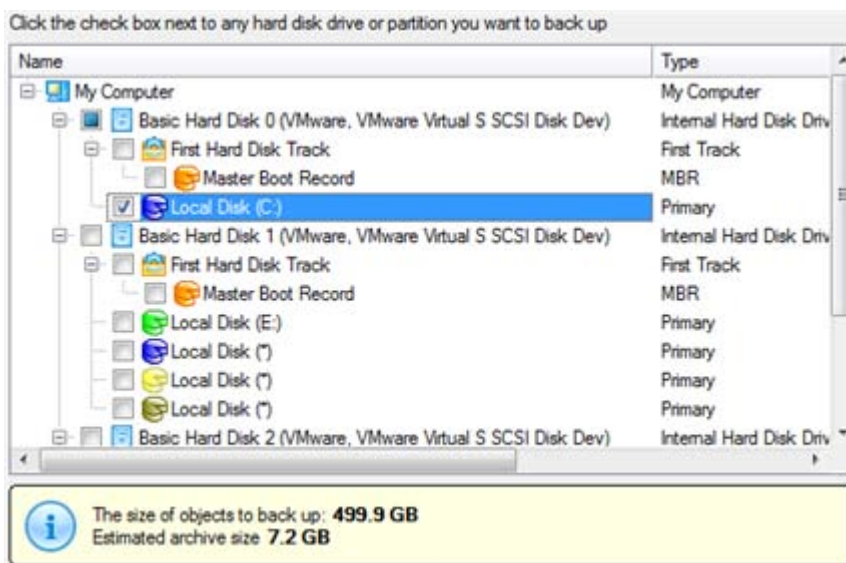 Click the check box next to any hard disk drive or partition you want to back up
Name Type
My Computer My Computer
Basic Hard Disk 0 (VMware, VMware Virtual S SCSI Disk Dev) Internal Hard Disk Driv
First Hard Disk Track First Track
Master Boot Record MBR
Local Disk (C:) Primary
Basic Hard Disk 1 (VMware, VMware Virtual S SCSI Disk Dev) Internal Hard Disk Driv
First Hard Disk Track First Track
Master Boot Record MBR
Local Disk (E:) Primary
Local Disk (*) Primary
Local Disk (*) Primary
Local Disk (*) Primary
Basic Hard Disk 2 (VMware, VMware Virtual S SCSI Disk Dev) Internal Hard Disk Driv
The size of objects to back up: 499.9 GB
Estimated archive size 7.2 GB